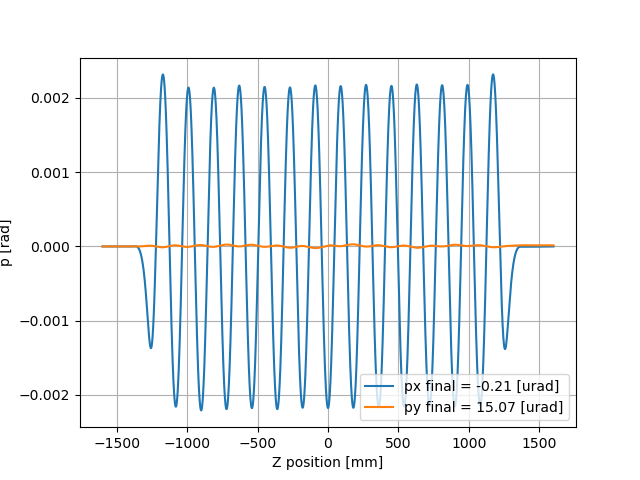 0.002
0.001
0.000
−0.001
−0.002
p [rad]
px final = -0.21 [urad]
py final = 15.07 [urad]
−1500 −1000 −500 0 500 1000 1500
Z position [mm]